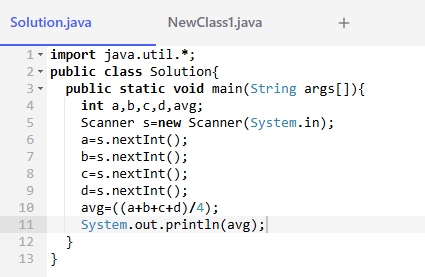 Solution.java NewClass1.java +
1 import java.util.*;
2 public class Solution{
3 public static void main(String args[]){
4 int a,b,c,d,avg;
5 Scanner s=new Scanner(System.in);
6 a=s.nextInt();
7 b=s.nextInt();
8 c=s.nextInt();
9 d=s.nextInt();
10 avg=((a+b+c+d)/4);
11 System.out.println(avg);
12 }
13 }